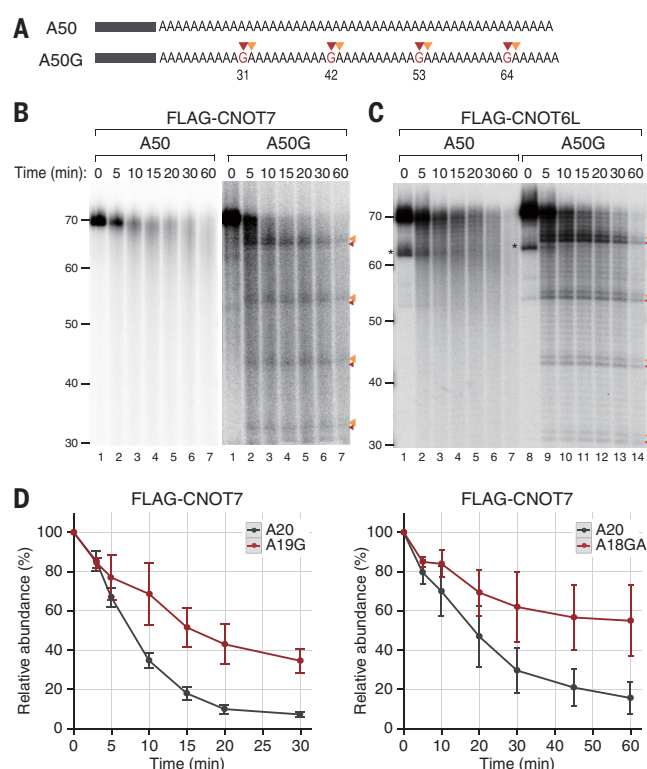 A
A50 AAAAAAAAAAAAAAAAAAAAAAAAAAAAAAAAAAAAAAAAAAAAAAAAAA
A50G AAAAAAAAAAGAAAAAAAAAAGAAAAAAAAAAGAAAAAAAAAAGAAAAAA
31 42 53 64
B
FLAG-CNOT7
A50 A50G
Time (min): 0 5 10 15 20 30 60 0 5 10 15 20 30 60
70
60
50
40
30
1 2 3 4 5 6 7 1 2 3 4 5 6 7
C
FLAG-CNOT6L
A50 A50G
0 5 10 15 20 30 60 0 5 10 15 20 30 60
70
* *
60
50
40
30
1 2 3 4 5 6 7 8 9 10 11 12 13 14
D
FLAG-CNOT7
A20
A19G
Relative abundance (%)
100
80
60
40
20
0
0 5 10 15 20 25 30
Time (min)
FLAG-CNOT7
A20
A18GA
Relative abundance (%)
100
80
60
40
20
0
0 10 20 30 40 50 60
Time (min)